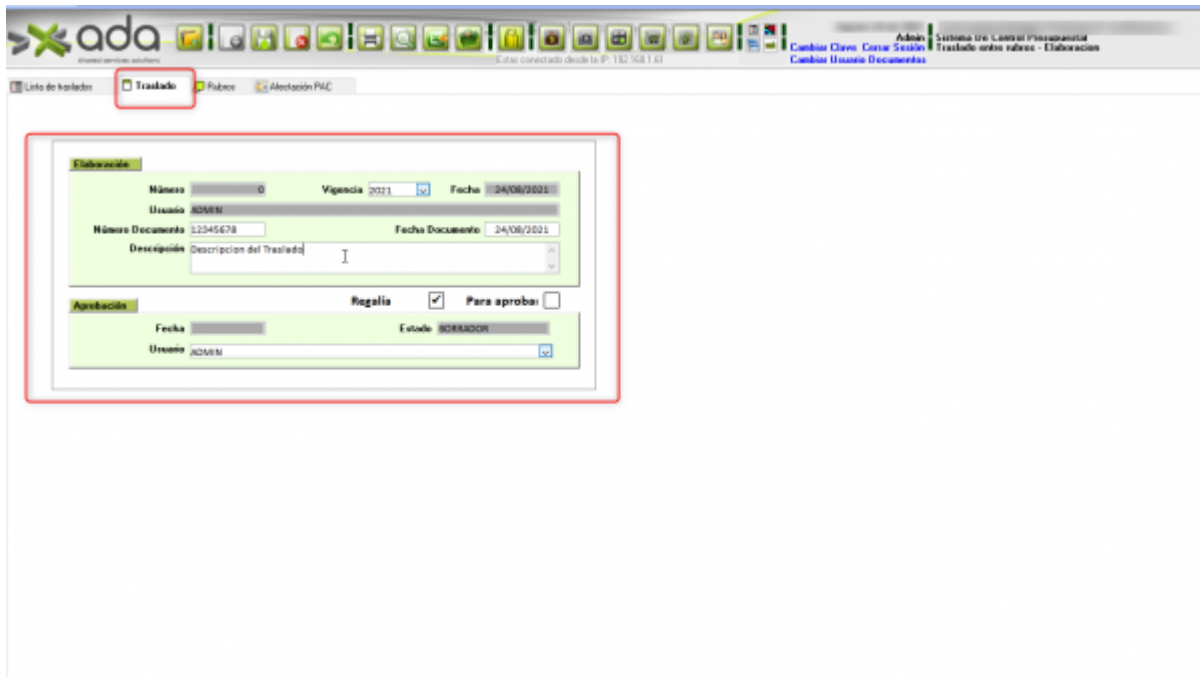 ada
shared services solutions
Estas conectado desde la IP: 192.168.1.61
Admin
Cambiar Clave Cerrar Sesión
Cambiar Usuario Documentos
Sistema De Control Presupuestal
Traslado entre rubros - Elaboracion
Lista de traslados Traslado Rubros Afectación PAC
Elaboración
Número 0 Vigencia 2021 Fecha 24/08/2021
Usuario ADMIN
Número Documento 12345678 Fecha Documento 24/08/2021
Descripción Descripcion del Traslado
Regalía Para aprobar
Aprobación
Fecha Estado BORRADOR
Usuario ADMIN